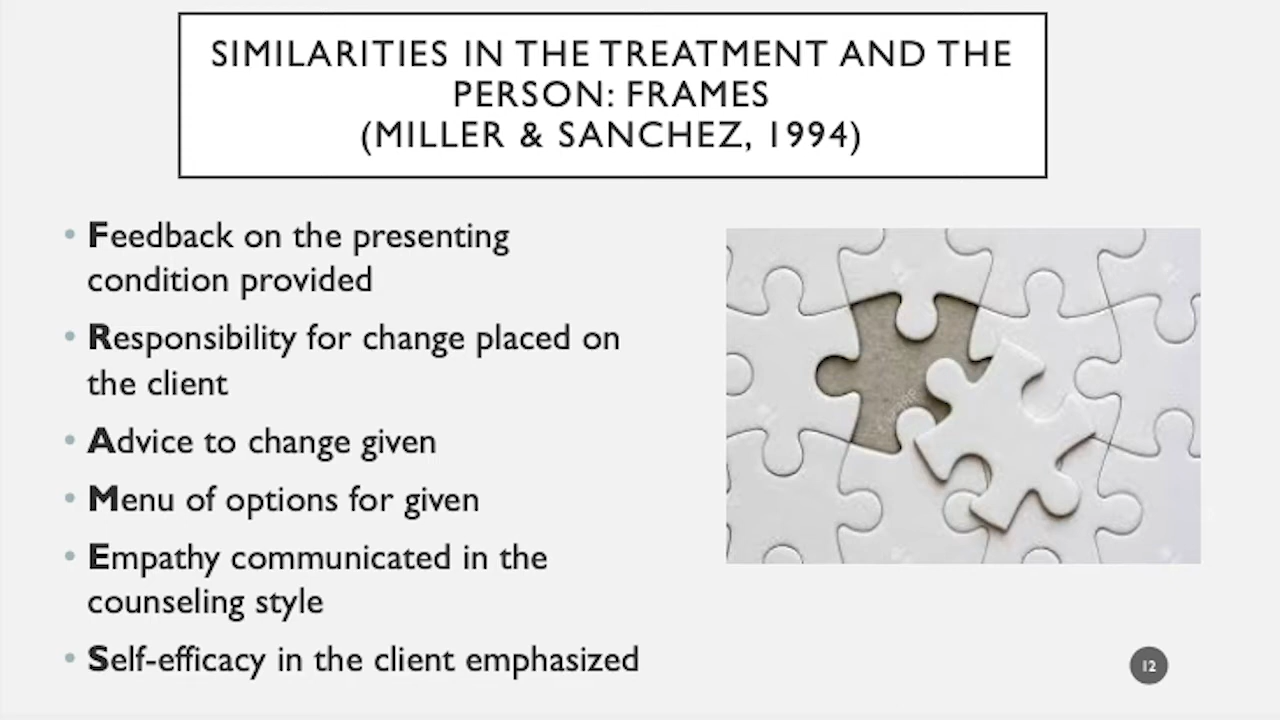 SIMILARITIES IN THE TREATMENT AND THE
PERSON: FRAMES
(MILLER & SANCHEZ, 1994)
• Feedback on the presenting
condition provided
• Responsibility for change placed on
the client
• Advice to change given
• Menu of options for given
• Empathy communicated in the
counseling style
• Self-efficacy in the client emphasized
12